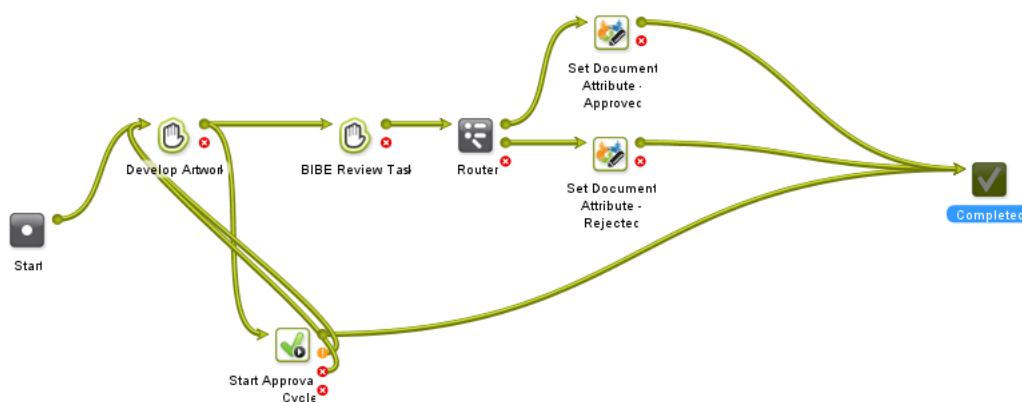 Set Document
Attribute -
Approved
Develop Artwork
BIBE Review Task
Router
Set Document
Attribute -
Rejected
Completed
Start
Start Approval
Cycle